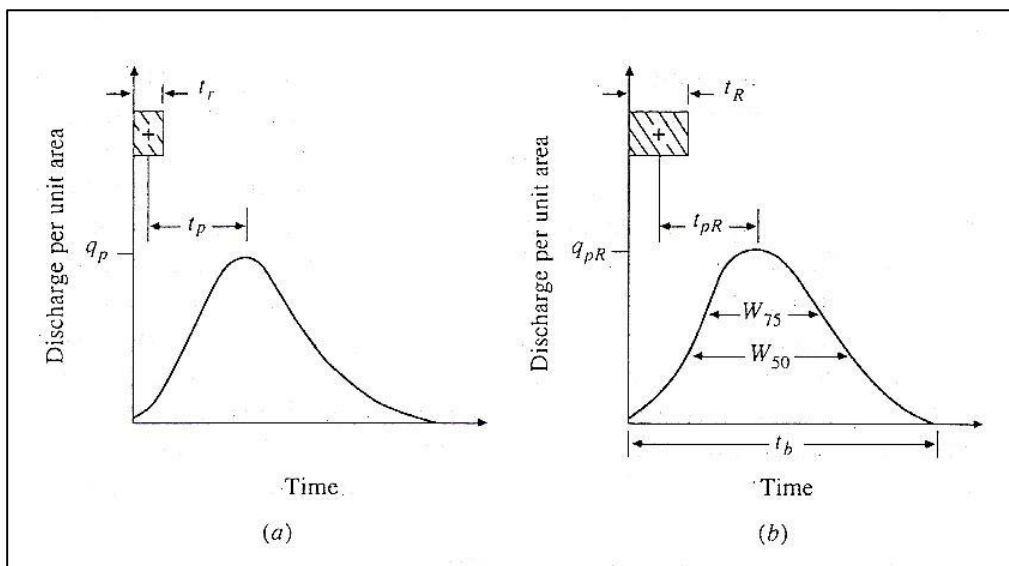 Discharge per unit area
t_r
t_p
q_p
Time
(a)
Discharge per unit area
t_R
t_pR
q_pR
W_75
W_50
t_b
Time
(b)